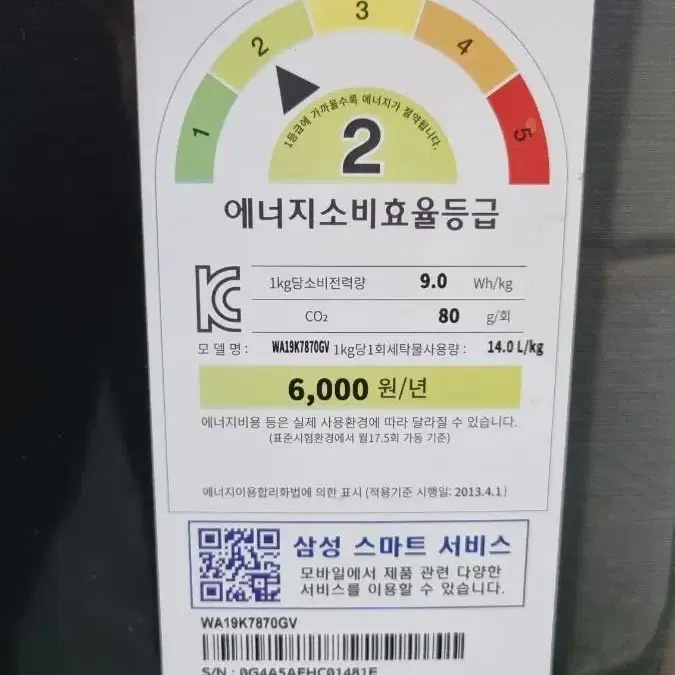 1 2 3 4 5
1등급에 가까울수록 에너지가 절약됩니다.
2
에너지소비효율등급
1kg당소비전력량 9.0 Wh/kg
CO₂ 80 g/회
모 델 명 : WA19K7870GV 1kg당1회세탁물사용량 : 14.0 L/kg
6,000 원/년
에너지비용 등은 실제 사용환경에 따라 달라질 수 있습니다.
(표준시험환경에서 월17.5회 가동 기준)
에너지이용합리화법에 의한 표시 (적용기준 시행일: 2013.4.1)
삼성 스마트 서비스
모바일에서 제품 관련 다양한
서비스를 이용할 수 있습니다.
WA19K7870GV
S/N : 0G4A5AEHC01481E